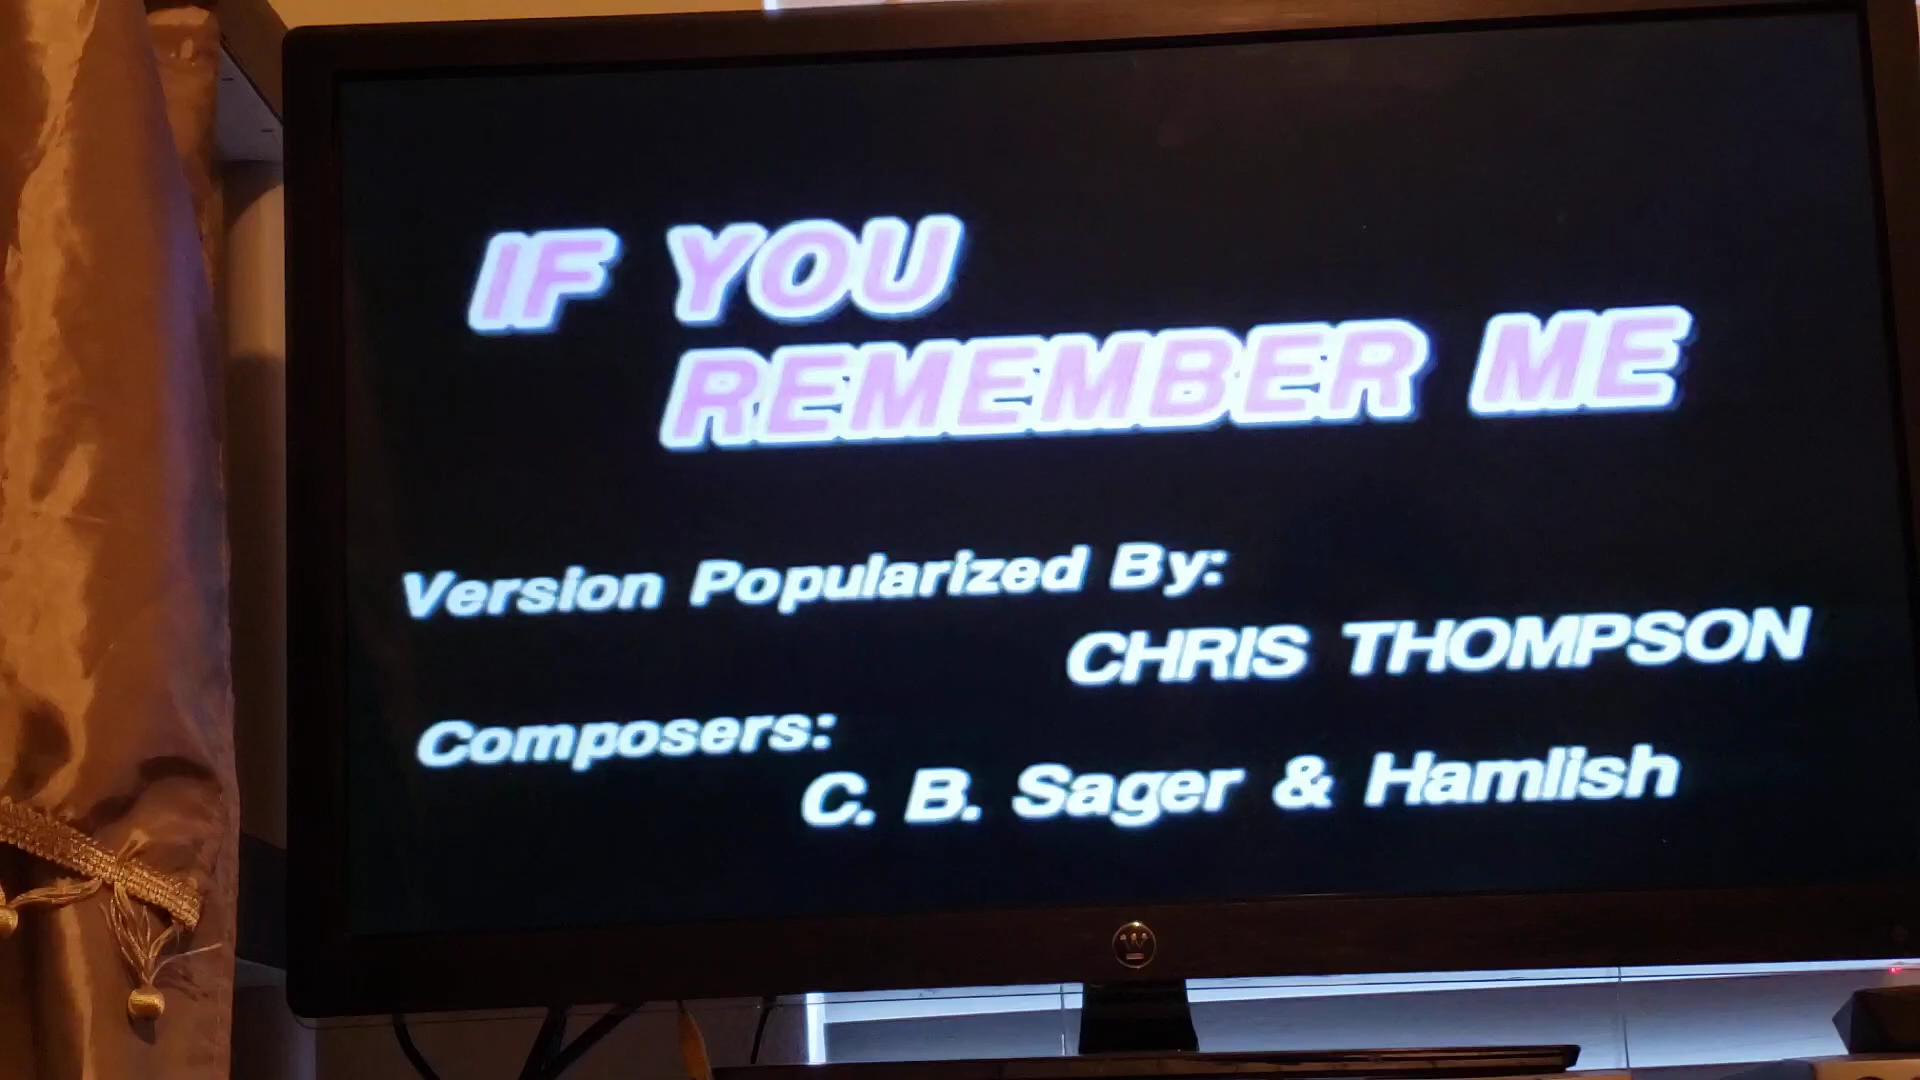 IF YOU
REMEMBER ME
Version Popularized By:
CHRIS THOMPSON
Composers:
C. B. Sager & Hamlish